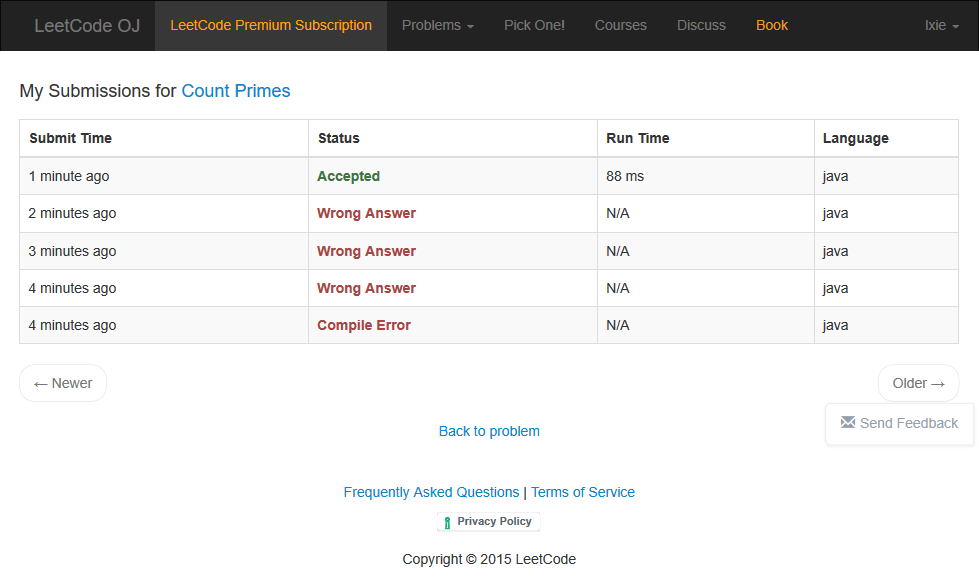 LeetCode OJ LeetCode Premium Subscription Problems Pick One! Courses Discuss Book lxie
My Submissions for Count Primes
Submit Time Status Run Time Language
1 minute ago Accepted 88 ms java
2 minutes ago Wrong Answer N/A java
3 minutes ago Wrong Answer N/A java
4 minutes ago Wrong Answer N/A java
4 minutes ago Compile Error N/A java
← Newer Older →
Send Feedback
Back to problem
Frequently Asked Questions | Terms of Service
Privacy Policy
Copyright © 2015 LeetCode